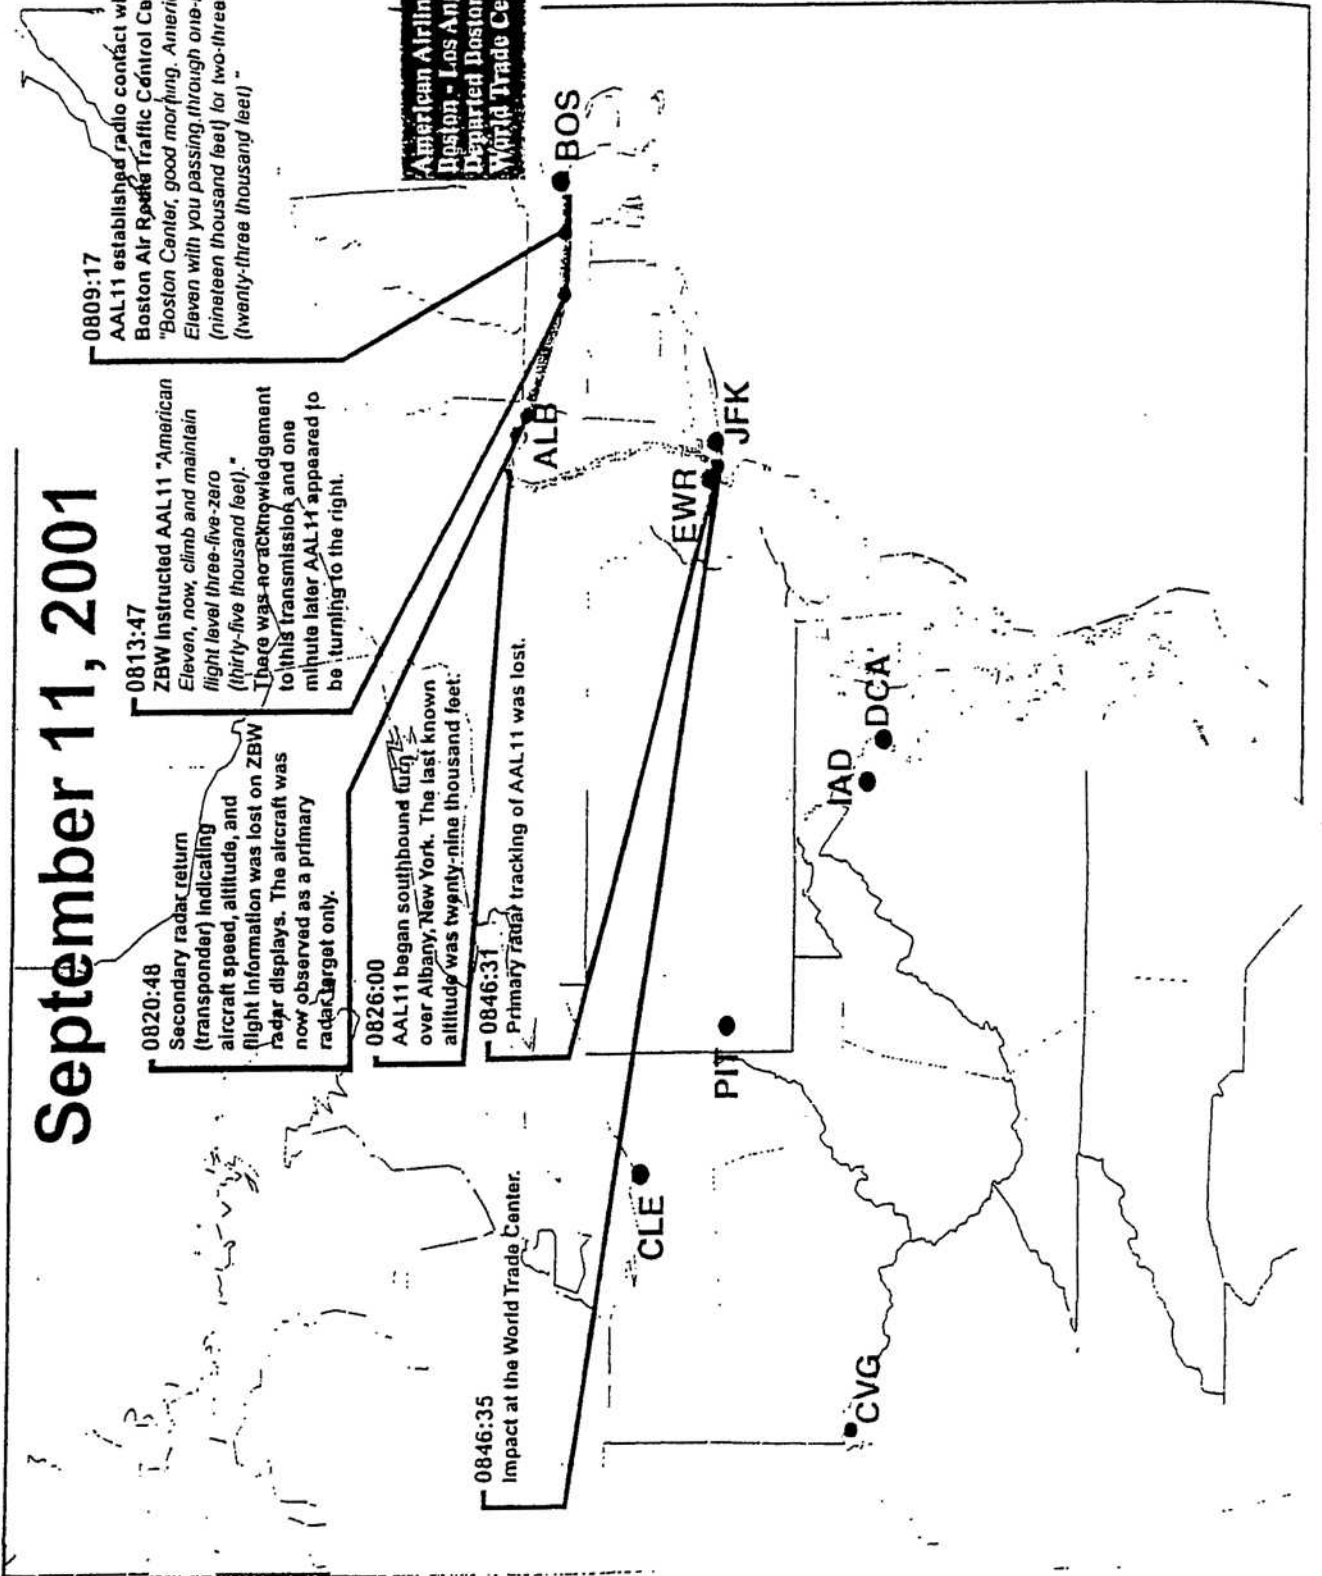 September 11, 2001
0809:17
AAL11 established radio contact
Boston Air Route Traffic Control
"Boston Center, good morning.
Eleven with you passing through
(nineteen thousand feet) for two-three
(twenty-three thousand feet)"
0813:47
ZBW Instructed AAL11 "American
Eleven, now, climb and maintain
flight level three-five-zero
(thirty-five thousand feet)."
There was no acknowledgement
to this transmission and one
minute later AAL11 appeared to
be turning to the right.
0820:48
Secondary radar return
(transponder) indicating
aircraft speed, altitude, and
flight Information was lost on ZBW
radar displays. The aircraft was
now observed as a primary
radar target only.
0826:00
AAL11 began southbound turn
over Albany, New York. The last known
altitude was twenty-nine thousand feet.
0846:31
Primary radar tracking of AAL11 was lost.
0846:35
Impact at the World Trade Center.
American
Boston - Los
Departed Boston
World Trade
BOS
ALB
JFK
EWR
DCA
IAD
PIT
CLE
CVG